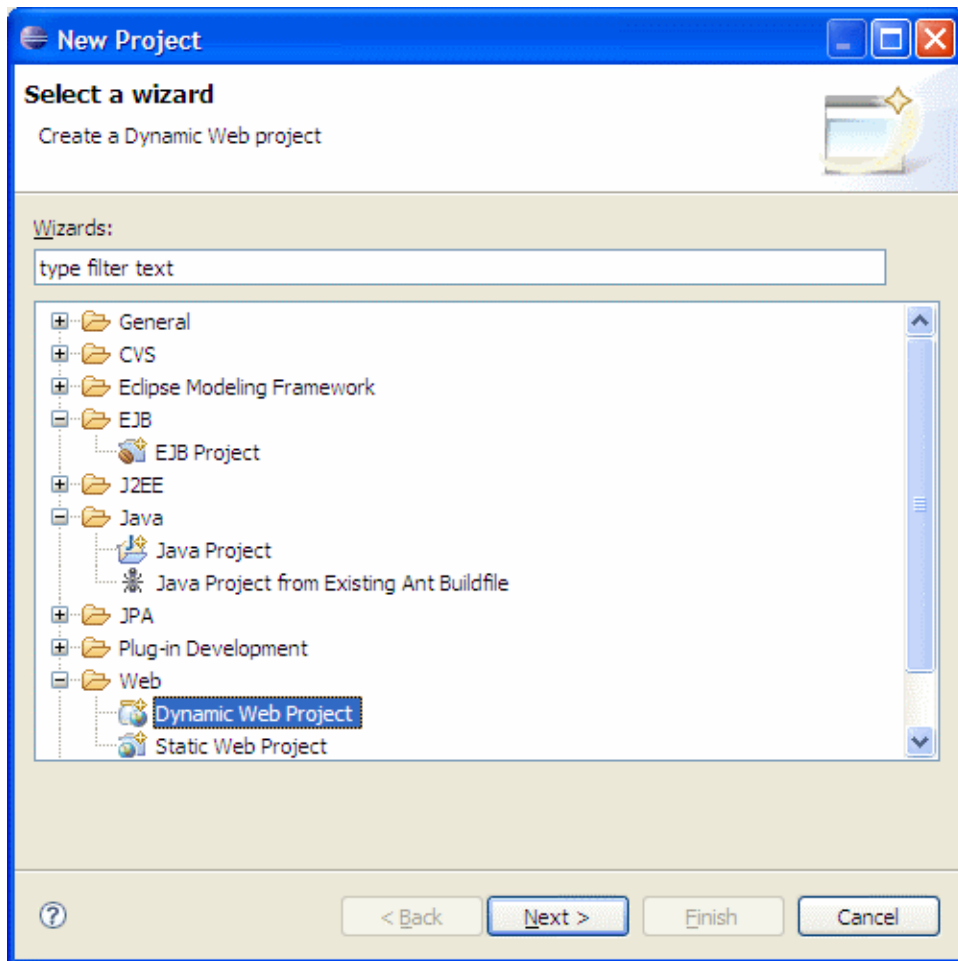 New Project
Select a wizard
Create a Dynamic Web project
Wizards:
type filter text
General
CVS
Eclipse Modeling Framework
EJB
EJB Project
J2EE
Java
Java Project
Java Project from Existing Ant Buildfile
JPA
Plug-in Development
Web
Dynamic Web Project
Static Web Project
< Back Next > Finish Cancel